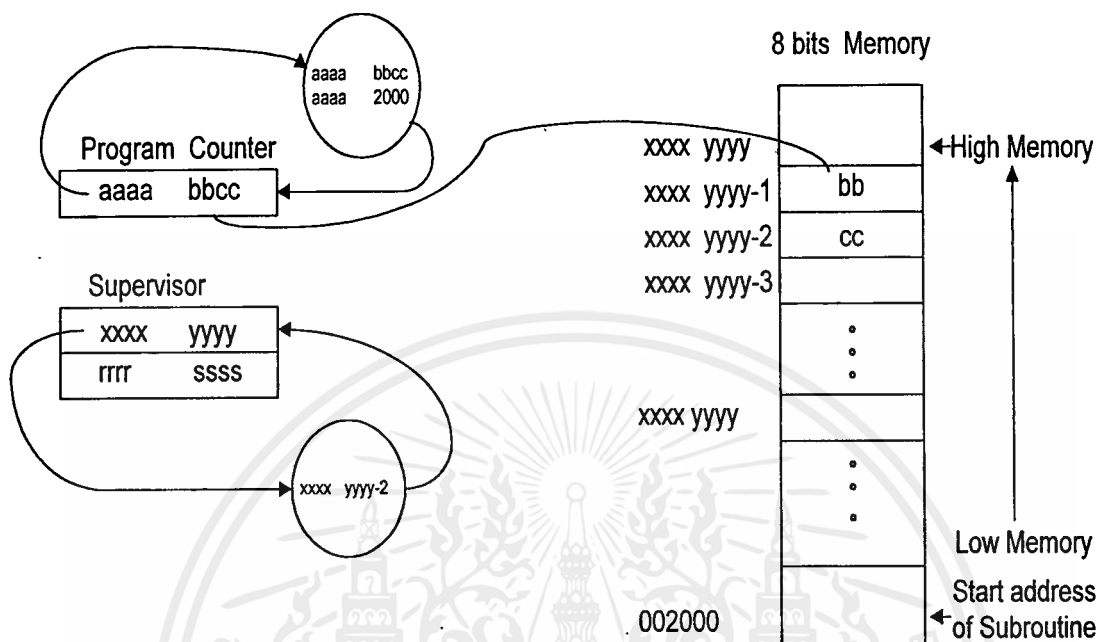 8 bits Memory
aaaa bbcc
aaaa 2000
Program Counter
aaaa bbcc
xxxx yyyy
High Memory
xxxx yyyy-1
bb
xxxx yyyy-2
cc
xxxx yyyy-3
Supervisor
xxxx yyyy
rrrr ssss
xxxx yyyy
xxxx yyyy-2
Low Memory
002000
Start address
of Subroutine